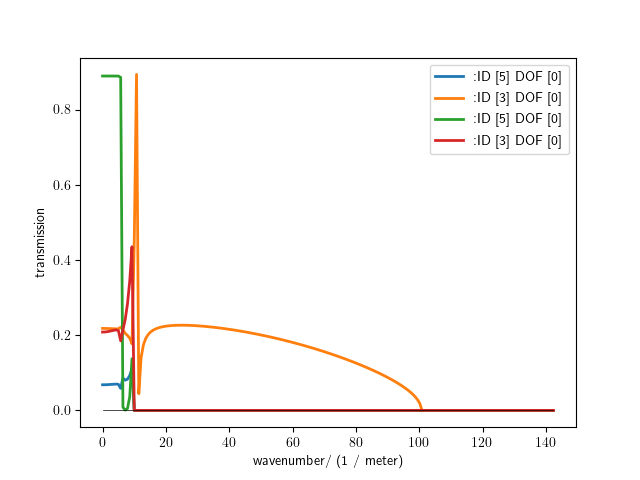 :ID [5] DOF [0]
:ID [3] DOF [0]
:ID [5] DOF [0]
:ID [3] DOF [0]
transmission
0.8
0.6
0.4
0.2
0.0
0 20 40 60 80 100 120 140
wavenumber/ (1 / meter)